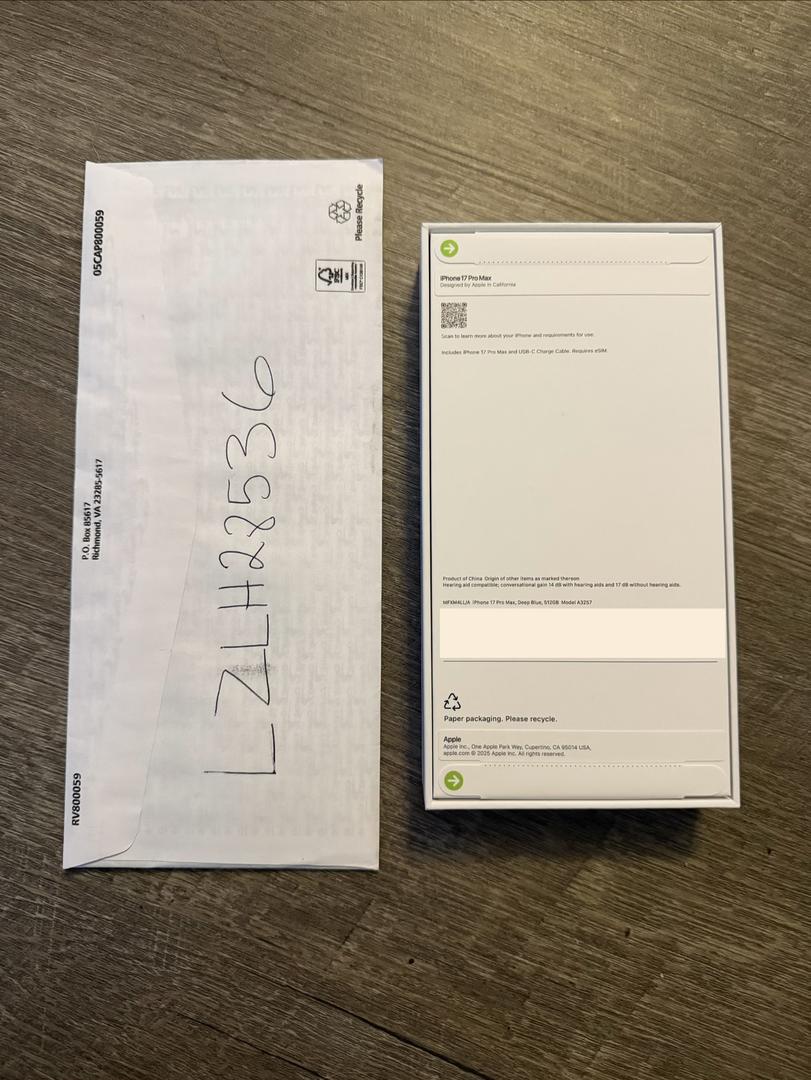 05CAP800059
Please Recycle
FSC
MIX
P.O. Box 85617
Richmond, VA 23285-5617
LZLH28536
RV800059
iPhone 17 Pro Max
Designed by Apple in California
Scan to learn more about your iPhone and requirements for use.
Includes iPhone 17 Pro Max and USB-C Charge Cable. Requires eSIM.
Product of China Origin of other items as marked thereon
Hearing aid compatible; conversational gain 14 dB with hearing aids and 17 dB without hearing aids.
MFXM4LL/A iPhone 17 Pro Max, Deep Blue, 512GB Model A3257
Paper packaging. Please recycle.
Apple
Apple Inc., One Apple Park Way, Cupertino, CA 95014 USA,
apple.com © 2025 Apple Inc. All rights reserved.